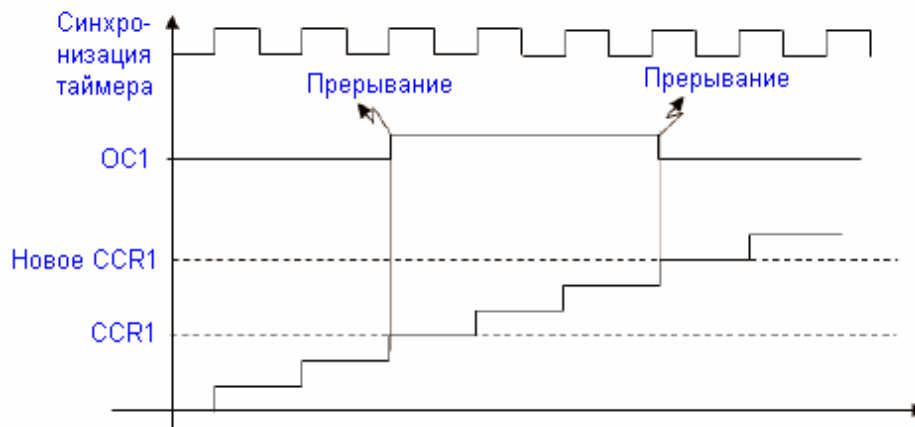 Синхро-
низация
таймера
Прерывание
Прерывание
OC1
Новое CCR1
CCR1